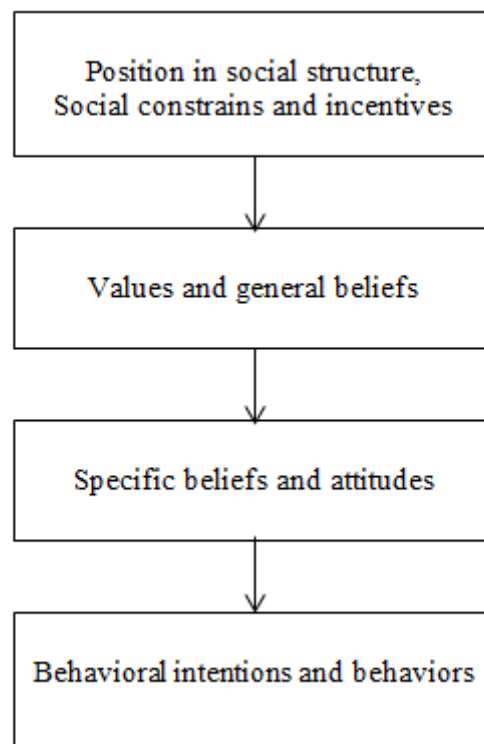 Position in social structure,
Social constrains and incentives
Values and general beliefs
Specific beliefs and attitudes
Behavioral intentions and behaviors